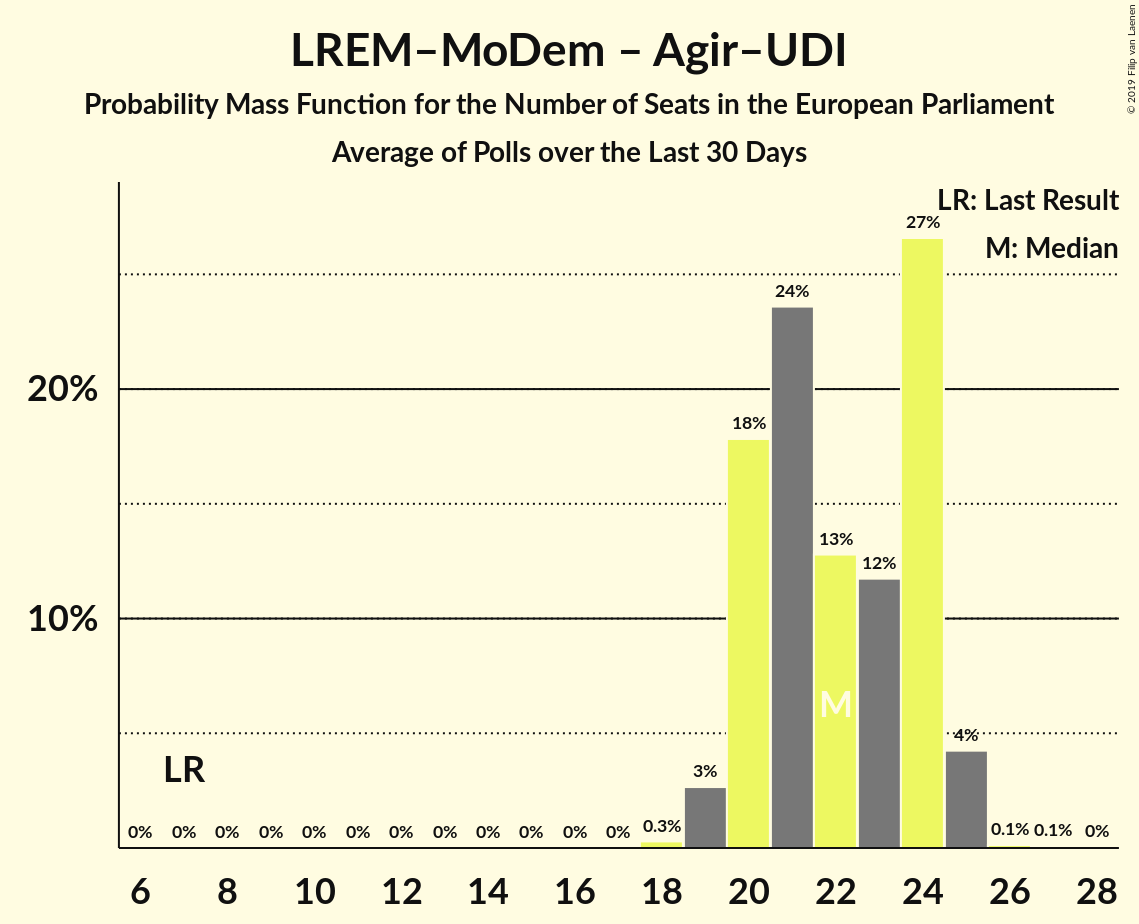 LREM–MoDem – Agir–UDI
Probability Mass Function for the Number of Seats in the European Parliament
Average of Polls over the Last 30 Days
© 2019 Filip van Laenen
LR: Last Result
M: Median
27%
24%
20%
18%
13%
12%
10%
M
4%
LR
3%
0% 0% 0% 0% 0% 0% 0% 0% 0% 0% 0% 0% 0.3% 0.1% 0.1% 0%
6 8 10 12 14 16 18 20 22 24 26 28